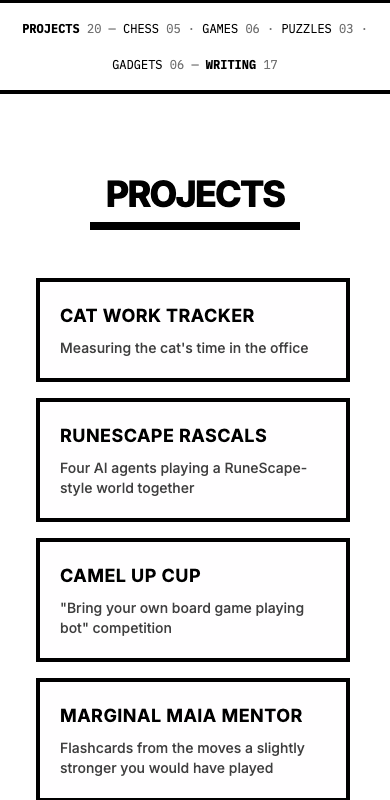 PROJECTS 20 — CHESS 05 · GAMES 06 · PUZZLES 03 ·
GADGETS 06 — WRITING 17
PROJECTS
CAT WORK TRACKER
Measuring the cat's time in the office
RUNESCAPE RASCALS
Four AI agents playing a RuneScape-
style world together
CAMEL UP CUP
"Bring your own board game playing
bot" competition
MARGINAL MAIA MENTOR
Flashcards from the moves a slightly
stronger you would have played